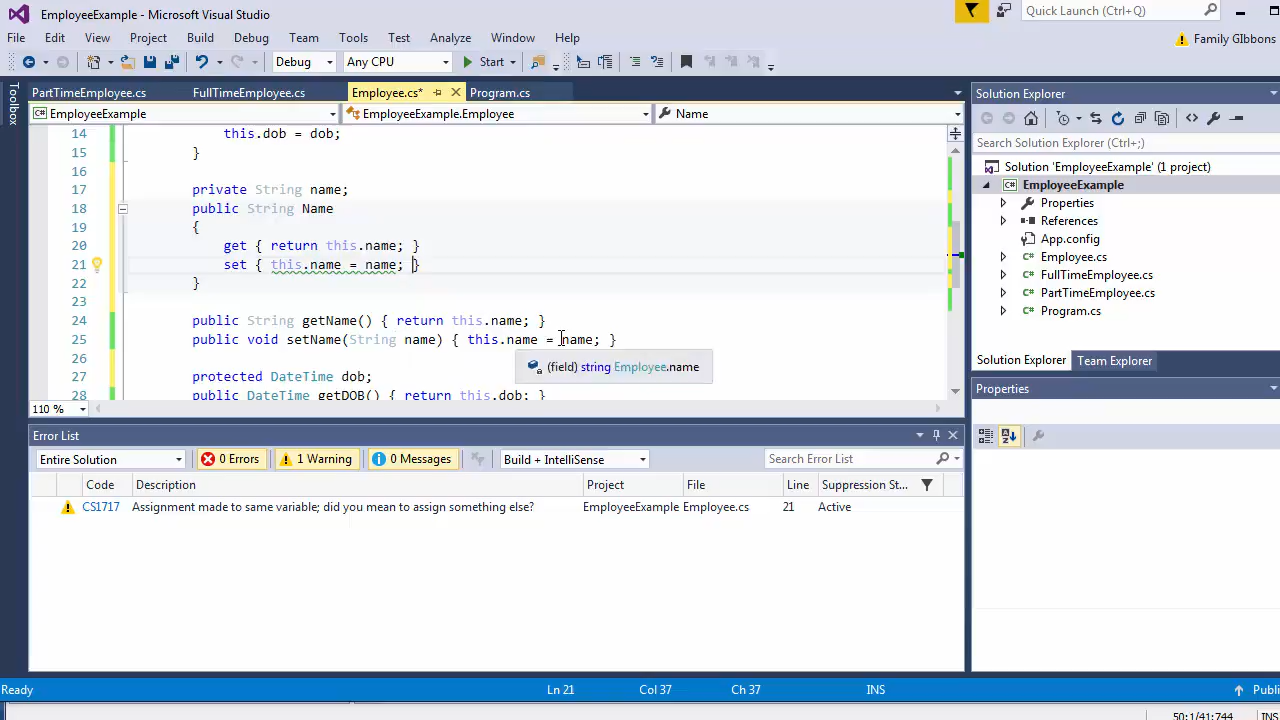 EmployeeExample - Microsoft Visual Studio
Quick Launch (Ctrl+Q)
File Edit View Project Build Debug Team Tools Test Analyze Window Help
Family GIbbons
Debug Any CPU Start
Toolbox
PartTimeEmployee.cs FullTimeEmployee.cs Employee.cs* Program.cs
EmployeeExample EmployeeExample.Employee Name
14 this.dob = dob;
15 }
16
17 private String name;
18 public String Name
19 {
20 get { return this.name; }
21 set { this.name = name; }
22 }
23
24 public String getName() { return this.name; }
25 public void setName(String name) { this.name = name; }
26
(field) string Employee.name
27 protected DateTime dob;
28 public DateTime getDOB() { return this.dob; }
110 %
Solution Explorer
Search Solution Explorer (Ctrl+;)
Solution 'EmployeeExample' (1 project)
EmployeeExample
Properties
References
App.config
Employee.cs
FullTimeEmployee.cs
PartTimeEmployee.cs
Program.cs
Solution Explorer Team Explorer
Properties
Error List
Entire Solution 0 Errors 1 Warning 0 Messages Build + IntelliSense Search Error List
Code Description Project File Line Suppression St...
CS1717 Assignment made to same variable; did you mean to assign something else? EmployeeExample Employee.cs 21 Active
Ready Ln 21 Col 37 Ch 37 INS Publi
50:1/41:744 INS